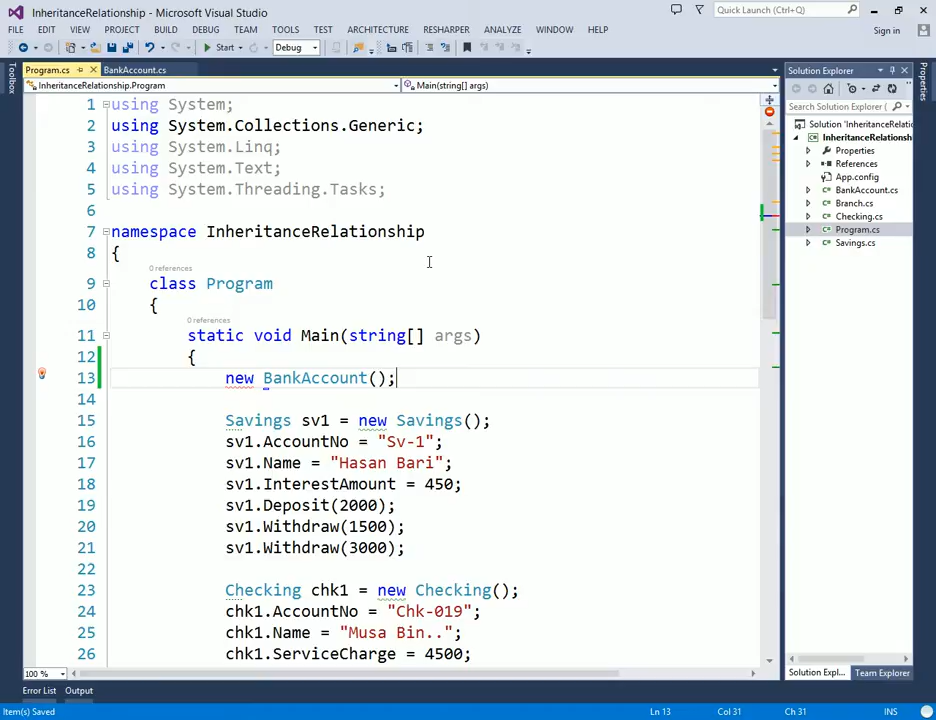 InheritanceRelationship - Microsoft Visual Studio
Quick Launch (Ctrl+Q)
FILE EDIT VIEW PROJECT BUILD DEBUG TEAM TOOLS TEST ARCHITECTURE RESHARPER ANALYZE WINDOW HELP
Sign in
Start Debug
Toolbox
Program.cs BankAccount.cs
InheritanceRelationship.Program Main(string[] args)
1 using System;
2 using System.Collections.Generic;
3 using System.Linq;
4 using System.Text;
5 using System.Threading.Tasks;
6
7 namespace InheritanceRelationship
8 {
0 references
9 class Program
10 {
0 references
11 static void Main(string[] args)
12 {
13 new BankAccount();
14
15 Savings sv1 = new Savings();
16 sv1.AccountNo = "Sv-1";
17 sv1.Name = "Hasan Bari";
18 sv1.InterestAmount = 450;
19 sv1.Deposit(2000);
20 sv1.Withdraw(1500);
21 sv1.Withdraw(3000);
22
23 Checking chk1 = new Checking();
24 chk1.AccountNo = "Chk-019";
25 chk1.Name = "Musa Bin..";
26 chk1.ServiceCharge = 4500;
100 %
Solution Explorer
Search Solution Explorer (
Solution 'InheritanceRelatio
InheritanceRelationsh
Properties
References
App.config
BankAccount.cs
Branch.cs
Checking.cs
Program.cs
Savings.cs
Solution Expl... Team Explorer
Properties
Error List Output
Item(s) Saved Ln 13 Col 31 Ch 31 INS